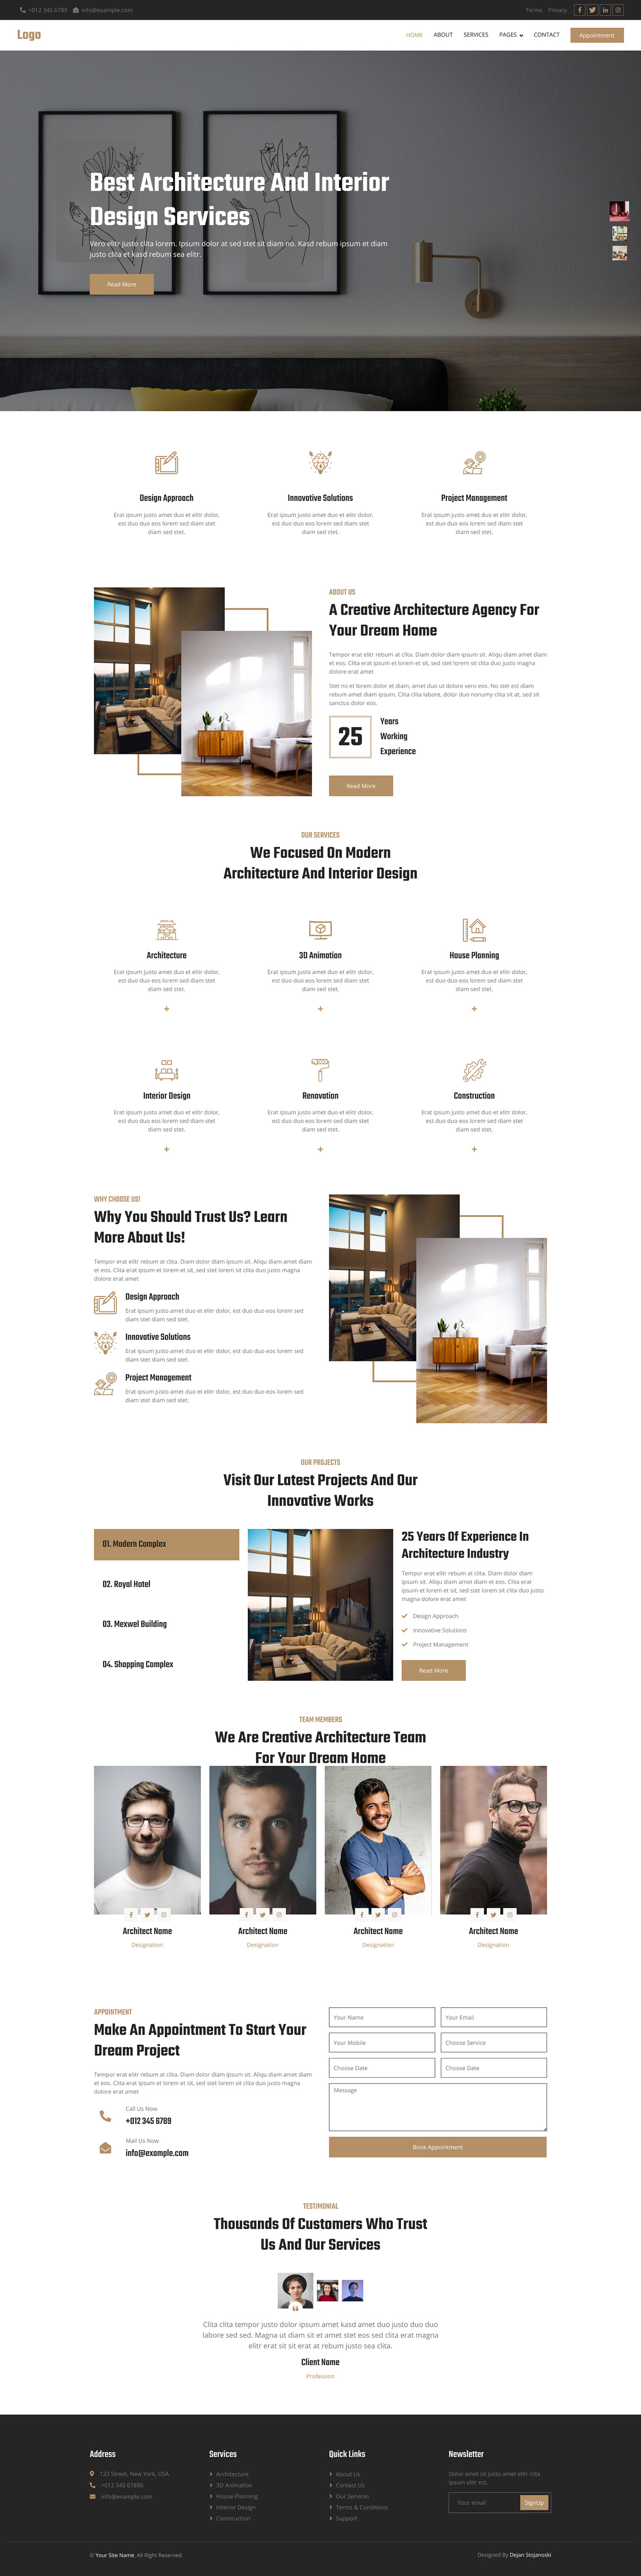 +012 345 6789
info@example.com
Terms
Privacy
Logo
HOME
ABOUT
SERVICES
PAGES
CONTACT
Appointment
Best Architecture And Interior
Design Services
Vero elitr justo clita lorem. Ipsum dolor at sed stet sit diam no. Kasd rebum ipsum et diam
justo clita et kasd rebum sea elitr.
Read More
Design Approach
Erat ipsum justo amet duo et elitr dolor,
est duo duo eos lorem sed diam stet
diam sed stet.
Innovative Solutions
Erat ipsum justo amet duo et elitr dolor,
est duo duo eos lorem sed diam stet
diam sed stet.
Project Management
Erat ipsum justo amet duo et elitr dolor,
est duo duo eos lorem sed diam stet
diam sed stet.
ABOUT US
A Creative Architecture Agency For
Your Dream Home
Tempor erat elitr rebum at clita. Diam dolor diam ipsum sit. Aliqu diam amet diam
et eos. Clita erat ipsum et lorem et sit, sed stet lorem sit clita duo justo magna
dolore erat amet
Stet no et lorem dolor et diam, amet duo ut dolore vero eos. No stet est diam
rebum amet diam ipsum. Clita clita labore, dolor duo nonumy clita sit at, sed sit
sanctus dolor eos.
25
Years
Working
Experience
Read More
OUR SERVICES
We Focused On Modern
Architecture And Interior Design
Architecture
Erat ipsum justo amet duo et elitr dolor,
est duo duo eos lorem sed diam stet
diam sed stet.
+
3D Animation
Erat ipsum justo amet duo et elitr dolor,
est duo duo eos lorem sed diam stet
diam sed stet.
+
House Planning
Erat ipsum justo amet duo et elitr dolor,
est duo duo eos lorem sed diam stet
diam sed stet.
+
Interior Design
Erat ipsum justo amet duo et elitr dolor,
est duo duo eos lorem sed diam stet
diam sed stet.
+
Renovation
Erat ipsum justo amet duo et elitr dolor,
est duo duo eos lorem sed diam stet
diam sed stet.
+
Construction
Erat ipsum justo amet duo et elitr dolor,
est duo duo eos lorem sed diam stet
diam sed stet.
+
WHY CHOOSE US!
Why You Should Trust Us? Learn
More About Us!
Tempor erat elitr rebum at clita. Diam dolor diam ipsum sit. Aliqu diam amet diam
et eos. Clita erat ipsum et lorem et sit, sed stet lorem sit clita duo justo magna
dolore erat amet
Design Approach
Erat ipsum justo amet duo et elitr dolor, est duo duo eos lorem sed
diam stet diam sed stet.
Innovative Solutions
Erat ipsum justo amet duo et elitr dolor, est duo duo eos lorem sed
diam stet diam sed stet.
Project Management
Erat ipsum justo amet duo et elitr dolor, est duo duo eos lorem sed
diam stet diam sed stet.
OUR PROJECTS
Visit Our Latest Projects And Our
Innovative Works
01. Modern Complex
02. Royal Hotel
03. Mexwel Building
04. Shopping Complex
25 Years Of Experience In
Architecture Industry
Tempor erat elitr rebum at clita. Diam dolor diam
ipsum sit. Aliqu diam amet diam et eos. Clita erat
ipsum et lorem et sit, sed stet lorem sit clita duo justo
magna dolore erat amet
Design Approach
Innovative Solutions
Project Management
Read More
TEAM MEMBERS
We Are Creative Architecture Team
For Your Dream Home
Architect Name
Designation
Architect Name
Designation
Architect Name
Designation
Architect Name
Designation
APPOINTMENT
Make An Appointment To Start Your
Dream Project
Tempor erat elitr rebum at clita. Diam dolor diam ipsum sit. Aliqu diam amet diam
et eos. Clita erat ipsum et lorem et sit, sed stet lorem sit clita duo justo magna
dolore erat amet
Call Us Now
+012 345 6789
Mail Us Now
info@example.com
Your Name
Your Email
Your Mobile
Choose Service
Choose Date
Choose Date
Message
Book Appointment
TESTIMONIAL
Thousands Of Customers Who Trust
Us And Our Services
Clita clita tempor justo dolor ipsum amet kasd amet duo justo duo duo
labore sed sed. Magna ut diam sit et amet stet eos sed clita erat magna
elitr erat sit sit erat at rebum justo sea clita.
Client Name
Profession
Address
123 Street, New York, USA
+012 345 67890
info@example.com
Services
Architecture
3D Animation
House Planning
Interior Design
Construction
Quick Links
About Us
Contact Us
Our Services
Terms & Conditions
Support
Newsletter
Dolor amet sit justo amet elitr clita
ipsum elitr est.
Your email
SignUp
© Your Site Name, All Right Reserved.
Designed By Dejan Stojanoski